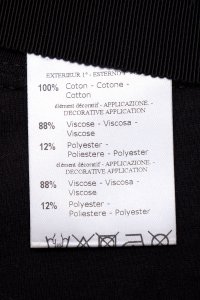 EXTERIEUR 1* - ESTERNO
100% Coton - Cotone -
Cotton
élément décoratif - APPLICAZIONE -
DECORATIVE APPLICATION
88% Viscose - Viscosa -
Viscose
12% Polyester -
Poliestere - Polyester
élément décoratif - APPLICAZIONE -
DECORATIVE APPLICATION
88% Viscose - Viscosa -
Viscose
12% Polyester -
Poliestere - Polyester